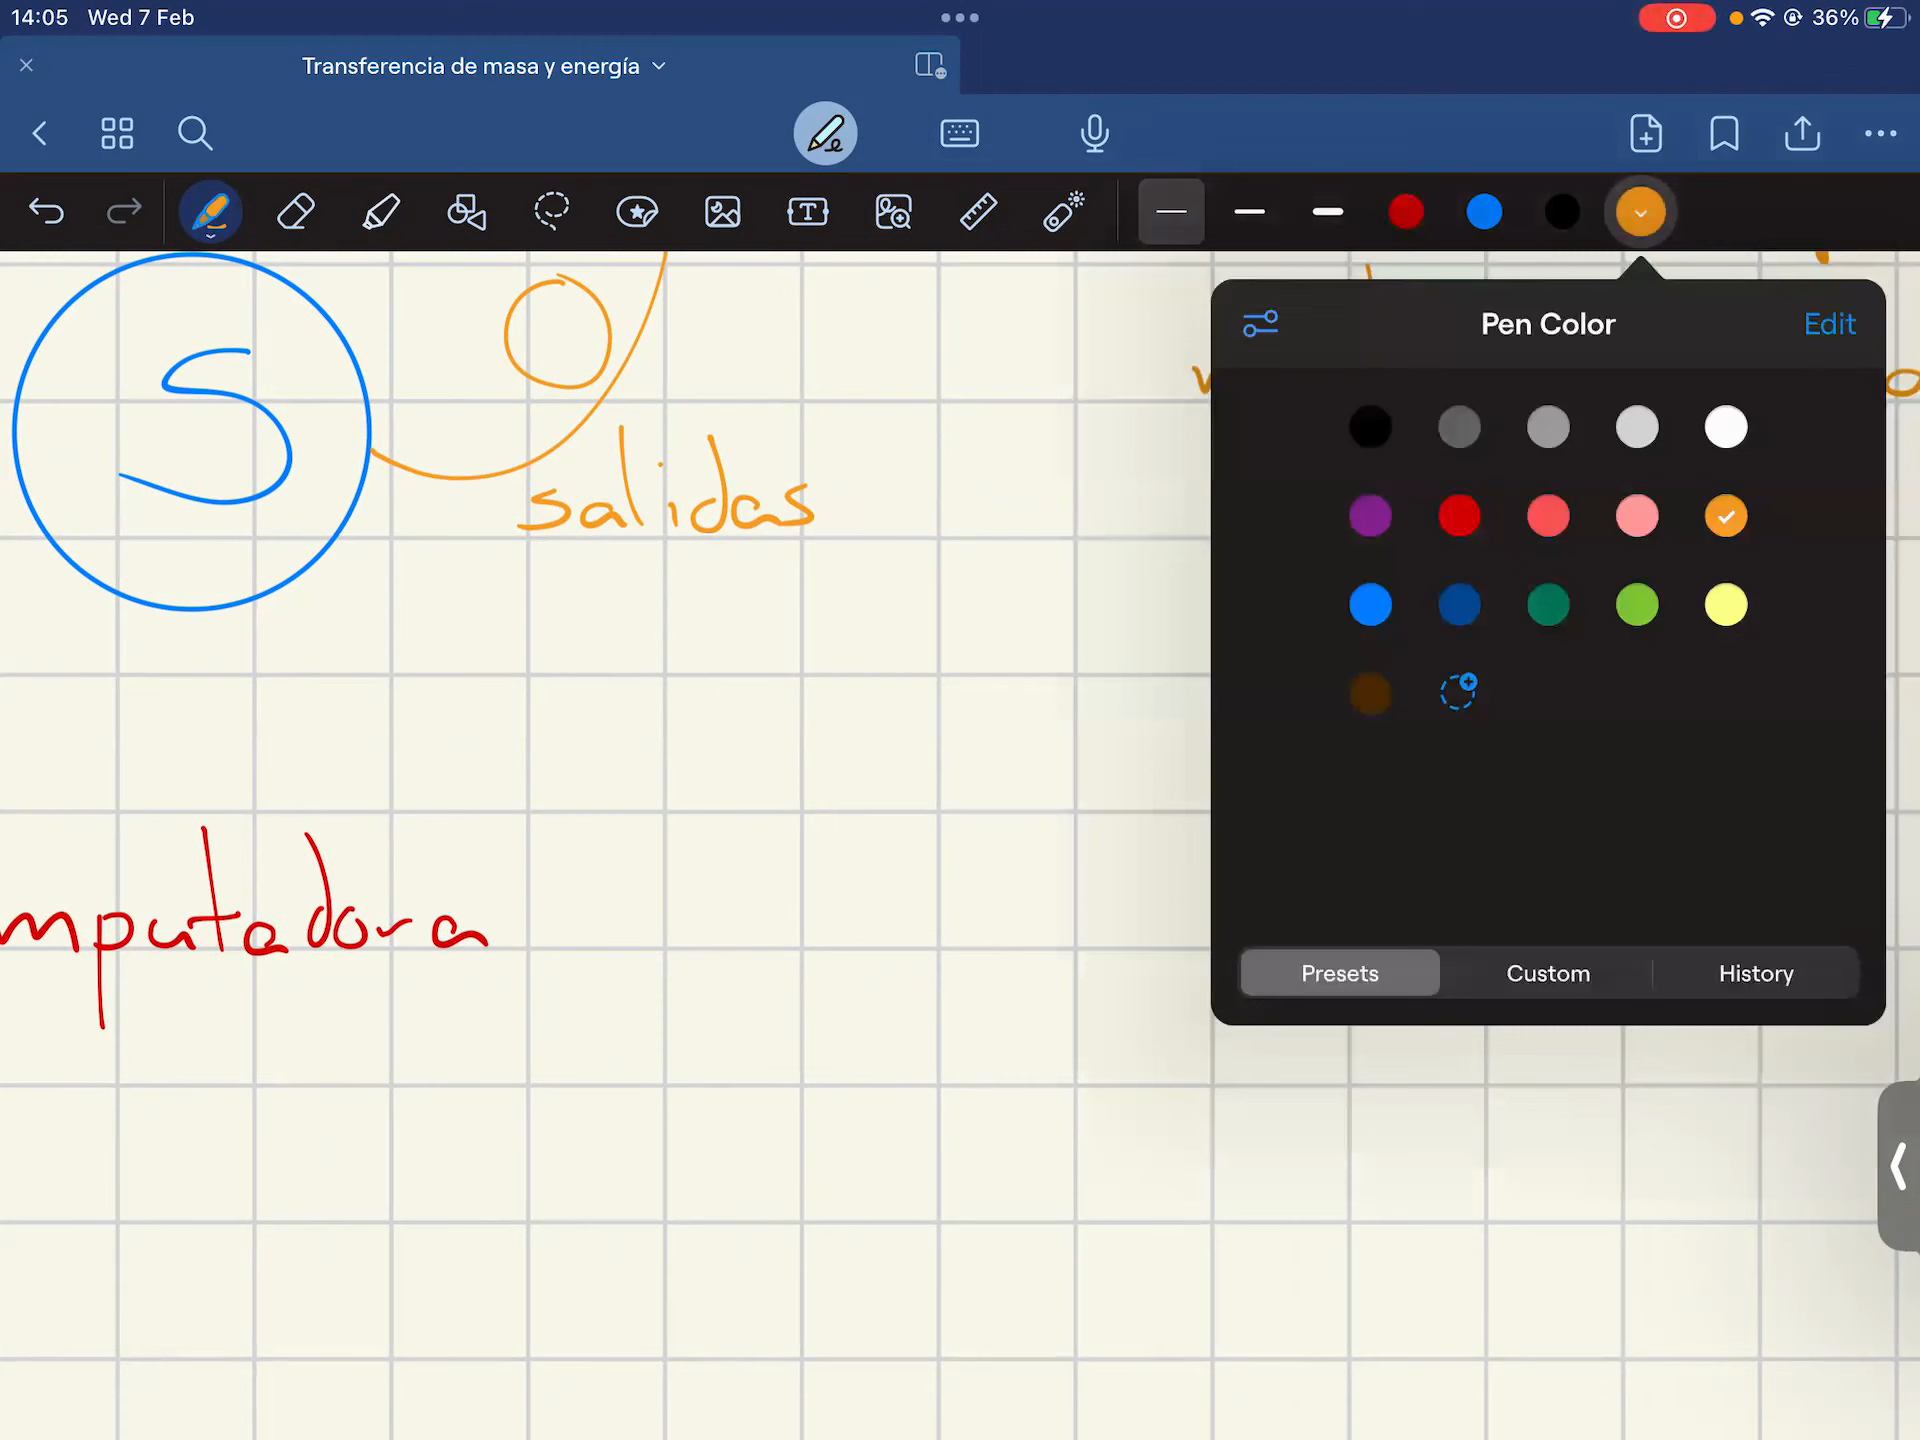 14:05 Wed 7 Feb
36%
Transferencia de masa y energía
S
O
salidas
mputadora
Pen Color
Edit
Presets
Custom
History